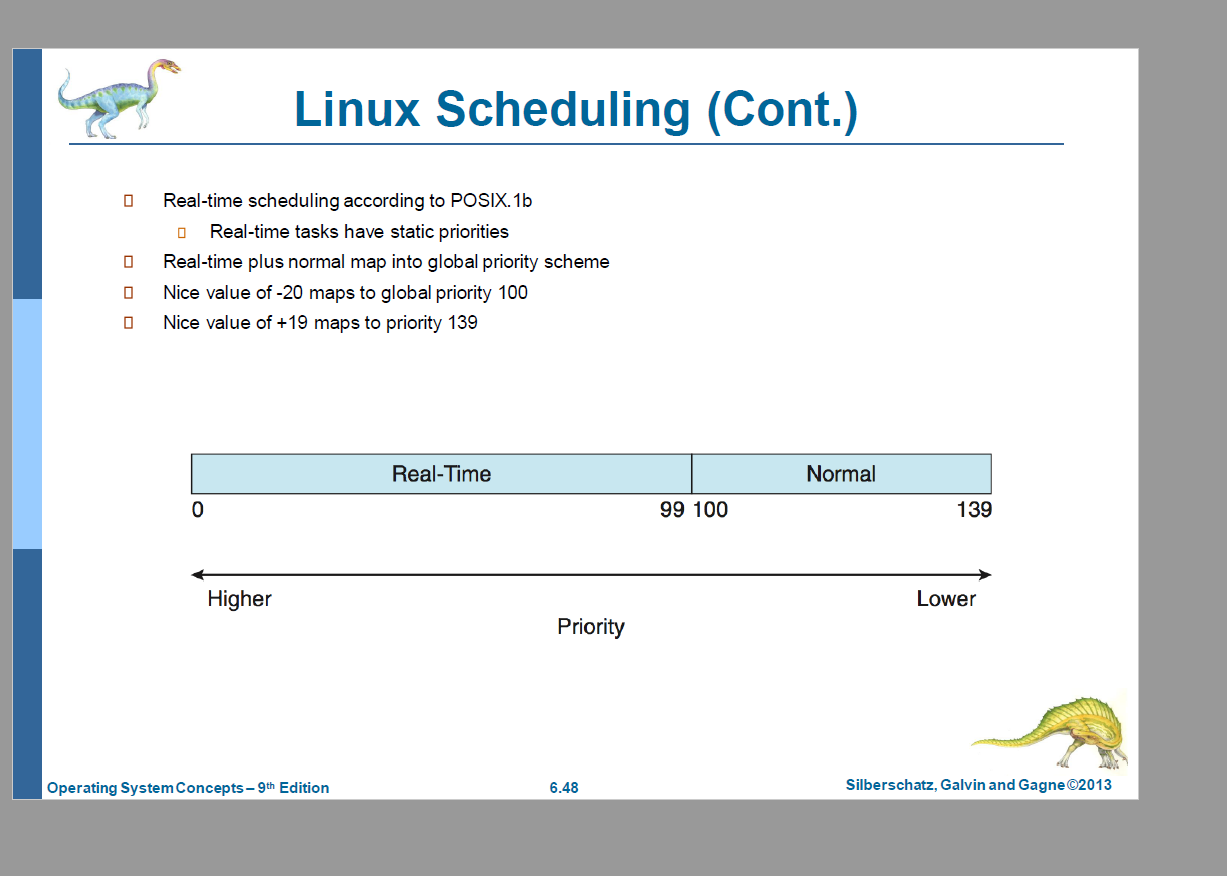 Linux Scheduling (Cont.)
Real-time scheduling according to POSIX.1b
Real-time tasks have static priorities
Real-time plus normal map into global priority scheme
Nice value of -20 maps to global priority 100
Nice value of +19 maps to priority 139
Real-Time Normal
0 99 100 139
Higher Lower
Priority
Operating System Concepts – 9th Edition 6.48 Silberschatz, Galvin and Gagne ©2013